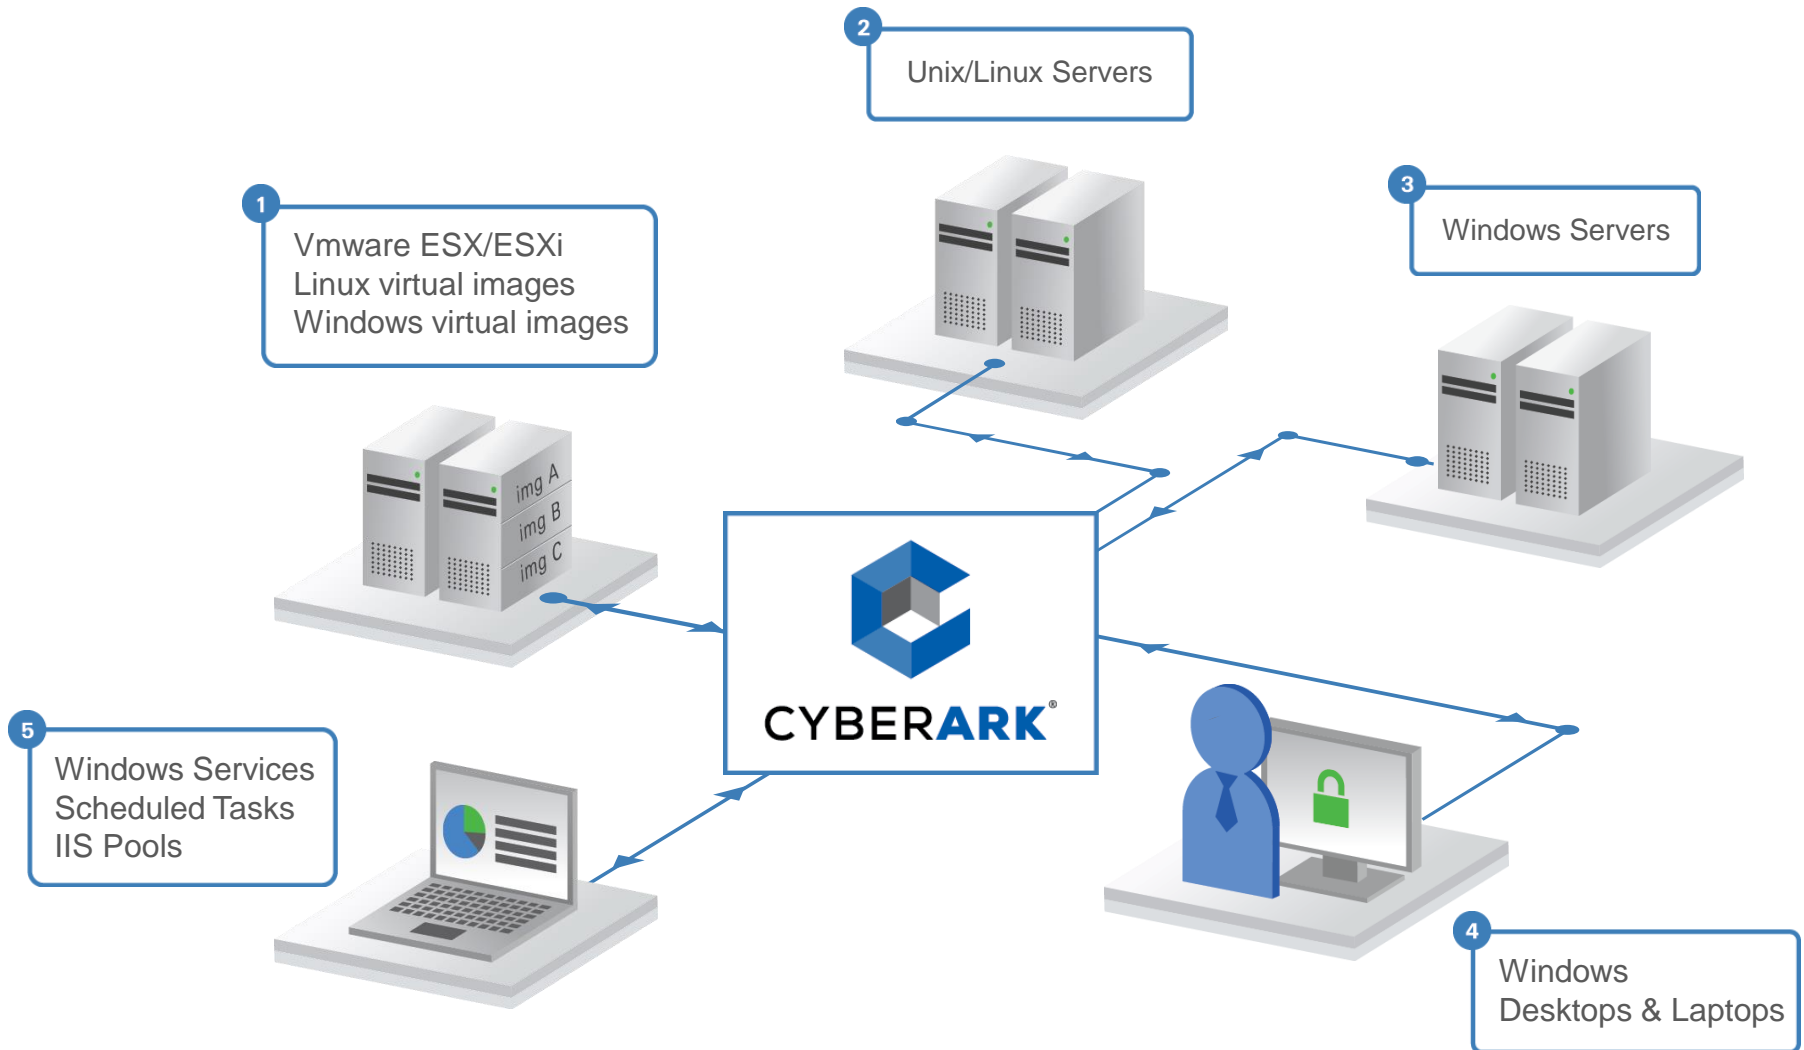 1
Vmware ESX/ESXi
Linux virtual images
Windows virtual images
2
Unix/Linux Servers
3
Windows Servers
img A
img B
img C
CYBERARK®
5
Windows Services
Scheduled Tasks
IIS Pools
4
Windows
Desktops & Laptops